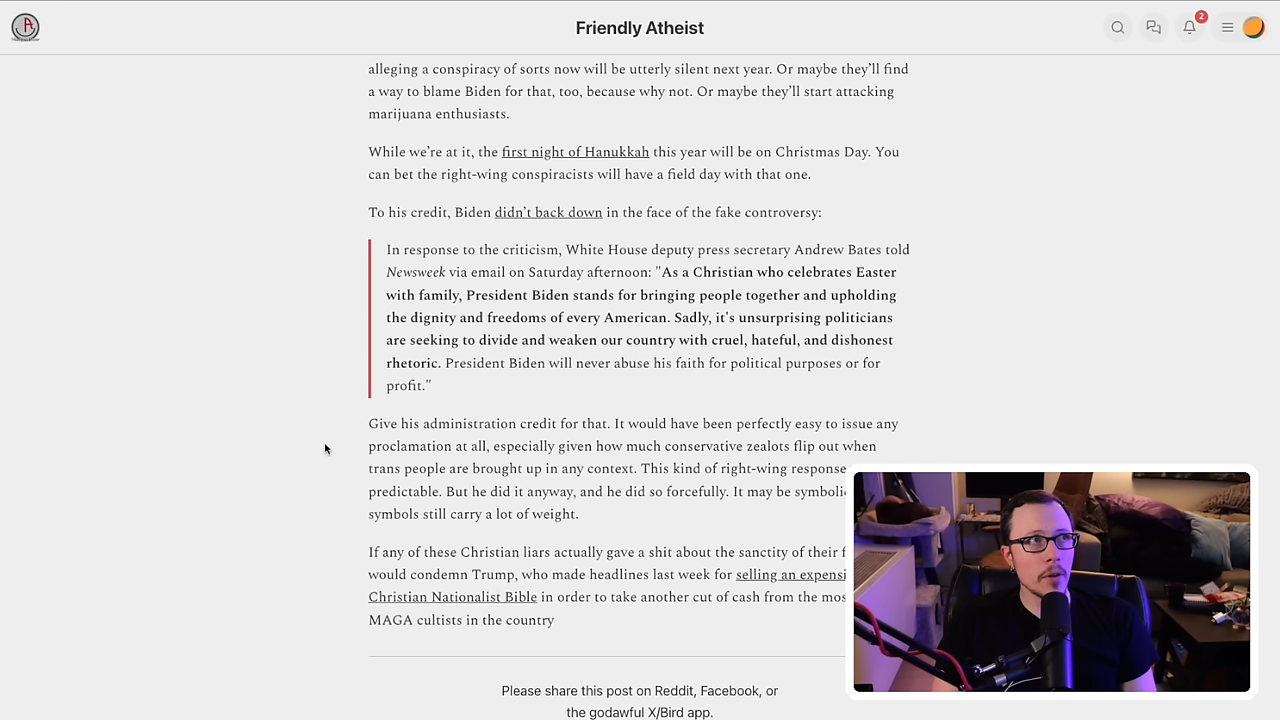 Friendly Atheist
2
alleging a conspiracy of sorts now will be utterly silent next year. Or maybe they’ll find
a way to blame Biden for that, too, because why not. Or maybe they’ll start attacking
marijuana enthusiasts.
While we’re at it, the first night of Hanukkah this year will be on Christmas Day. You
can bet the right-wing conspiracists will have a field day with that one.
To his credit, Biden didn’t back down in the face of the fake controversy:
In response to the criticism, White House deputy press secretary Andrew Bates told
Newsweek via email on Saturday afternoon: "As a Christian who celebrates Easter
with family, President Biden stands for bringing people together and upholding
the dignity and freedoms of every American. Sadly, it's unsurprising politicians
are seeking to divide and weaken our country with cruel, hateful, and dishonest
rhetoric. President Biden will never abuse his faith for political purposes or for
profit."
Give his administration credit for that. It would have been perfectly easy to issue any
proclamation at all, especially given how much conservative zealots flip out when
trans people are brought up in any context. This kind of right-wing response
predictable. But he did it anyway, and he did so forcefully. It may be
symbols still carry a lot of weight.
If any of these Christian liars actually gave a shit about the sanctity of their
would condemn Trump, who made headlines last week for selling an
Christian Nationalist Bible in order to take another cut of cash from the
MAGA cultists in the country
Please share this post on Reddit, Facebook, or
the godawful X/Bird app.